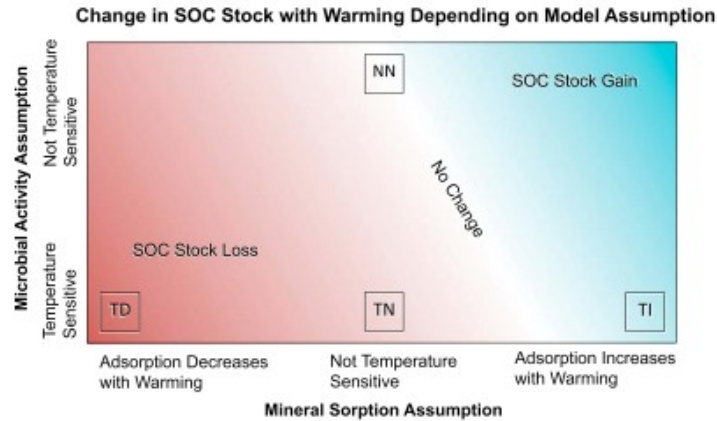 Change in SOC Stock with Warming Depending on Model Assumption
Microbial Activity Assumption
Not Temperature
Sensitive
Temperature
Sensitive
NN
SOC Stock Gain
No Change
SOC Stock Loss
TD
TN
TI
Adsorption Decreases
with Warming
Not Temperature
Sensitive
Adsorption Increases
with Warming
Mineral Sorption Assumption